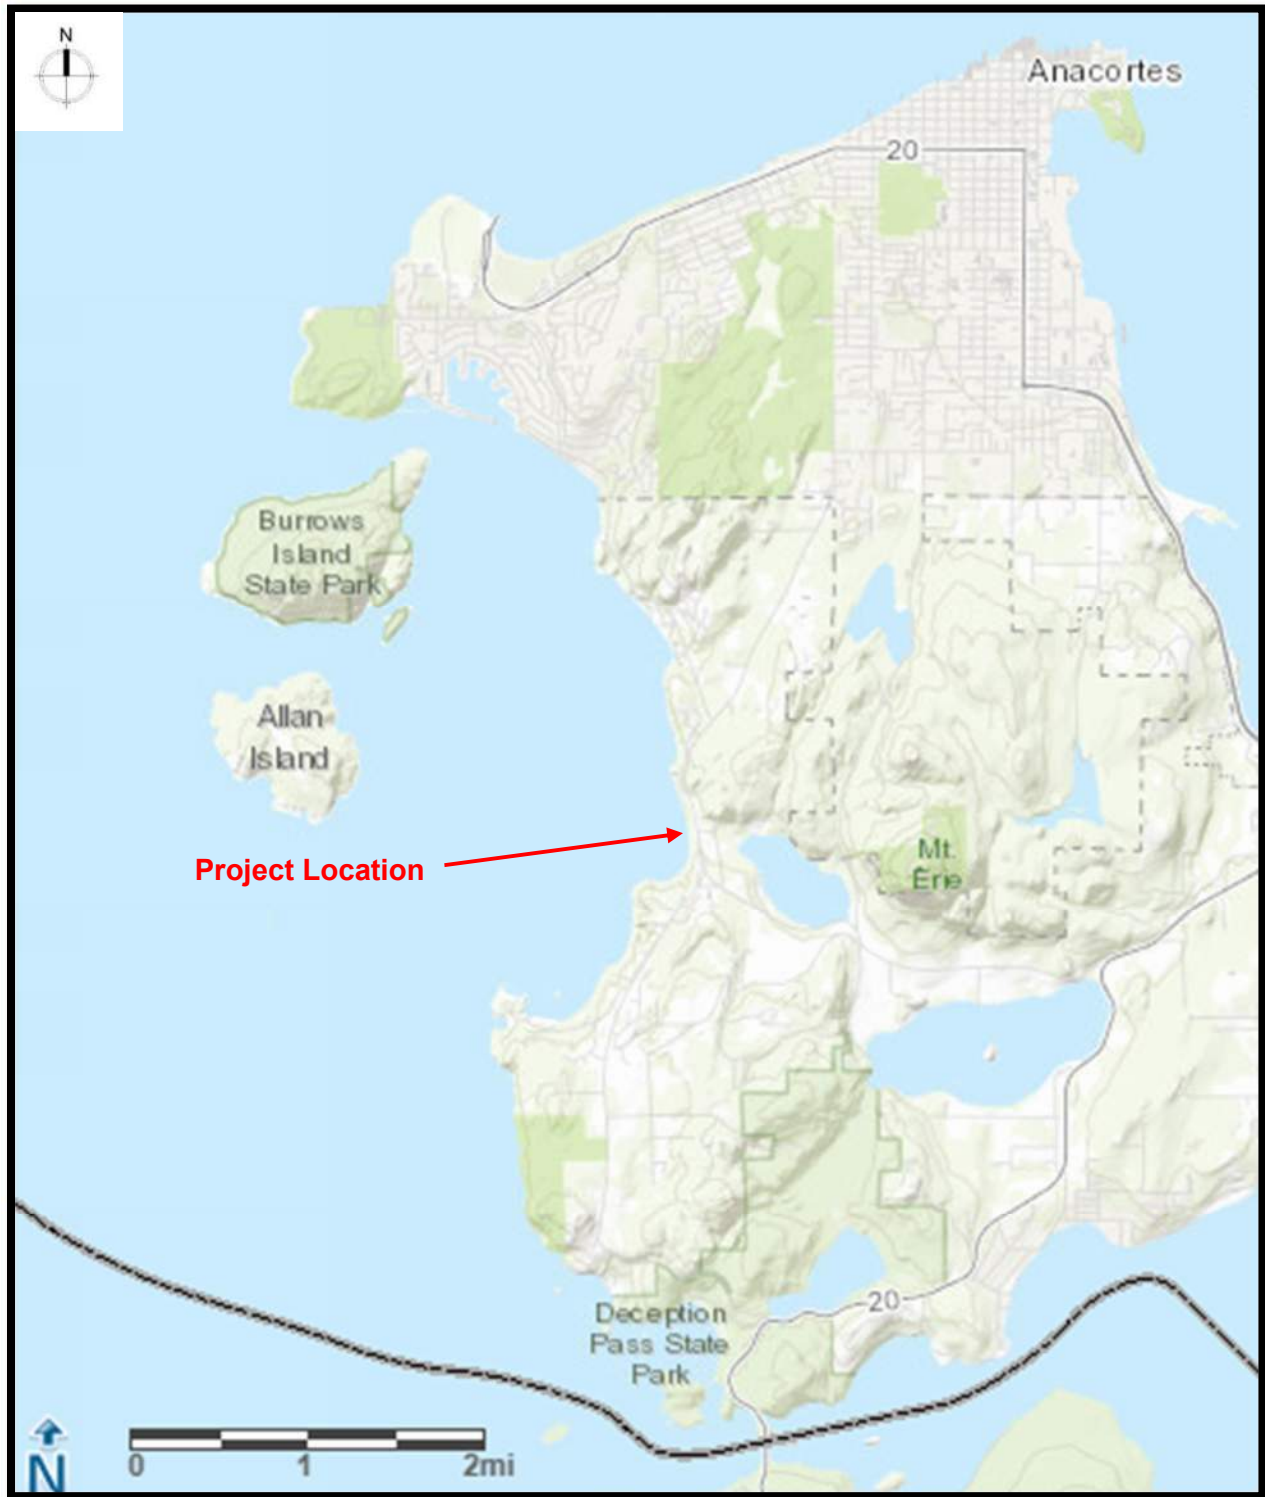 N
Anacortes
20
Burrows
Island
State Park
Allan
Island
Project Location
Mt.
Erie
20
Deception
Pass State
Park
N
0 1 2mi